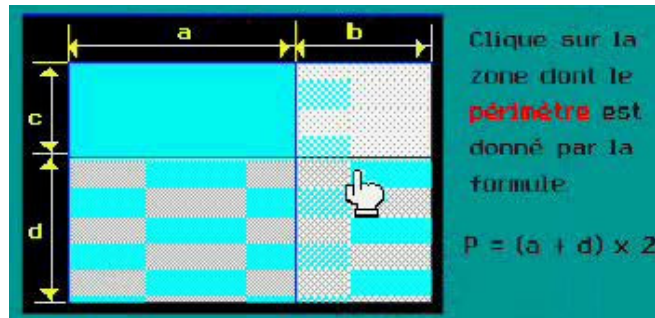 a
b
c
d
Clique sur la
zone dont le
périmètre est
donné par la
formule
P = (a + d) x 2